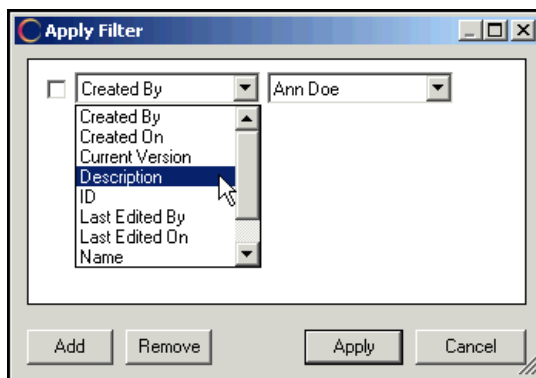 Apply Filter
Created By Ann Doe
Created By
Created On
Current Version
Description
ID
Last Edited By
Last Edited On
Name
Add Remove Apply Cancel